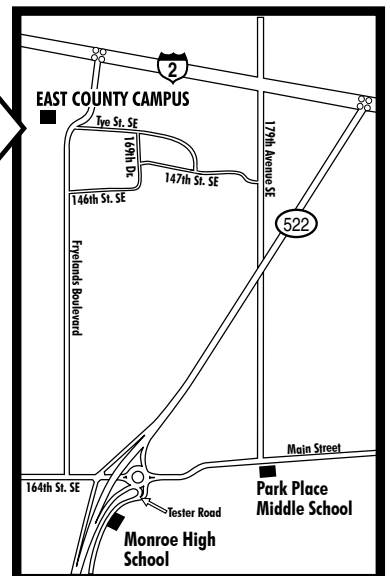 2
EAST COUNTY CAMPUS
Tye St. SE
169th Dr.
179th Avenue SE
147th St. SE
146th St. SE
522
Fryelands Boulevard
Main Street
164th St. SE
Park Place
Middle School
Tester Road
Monroe High
School